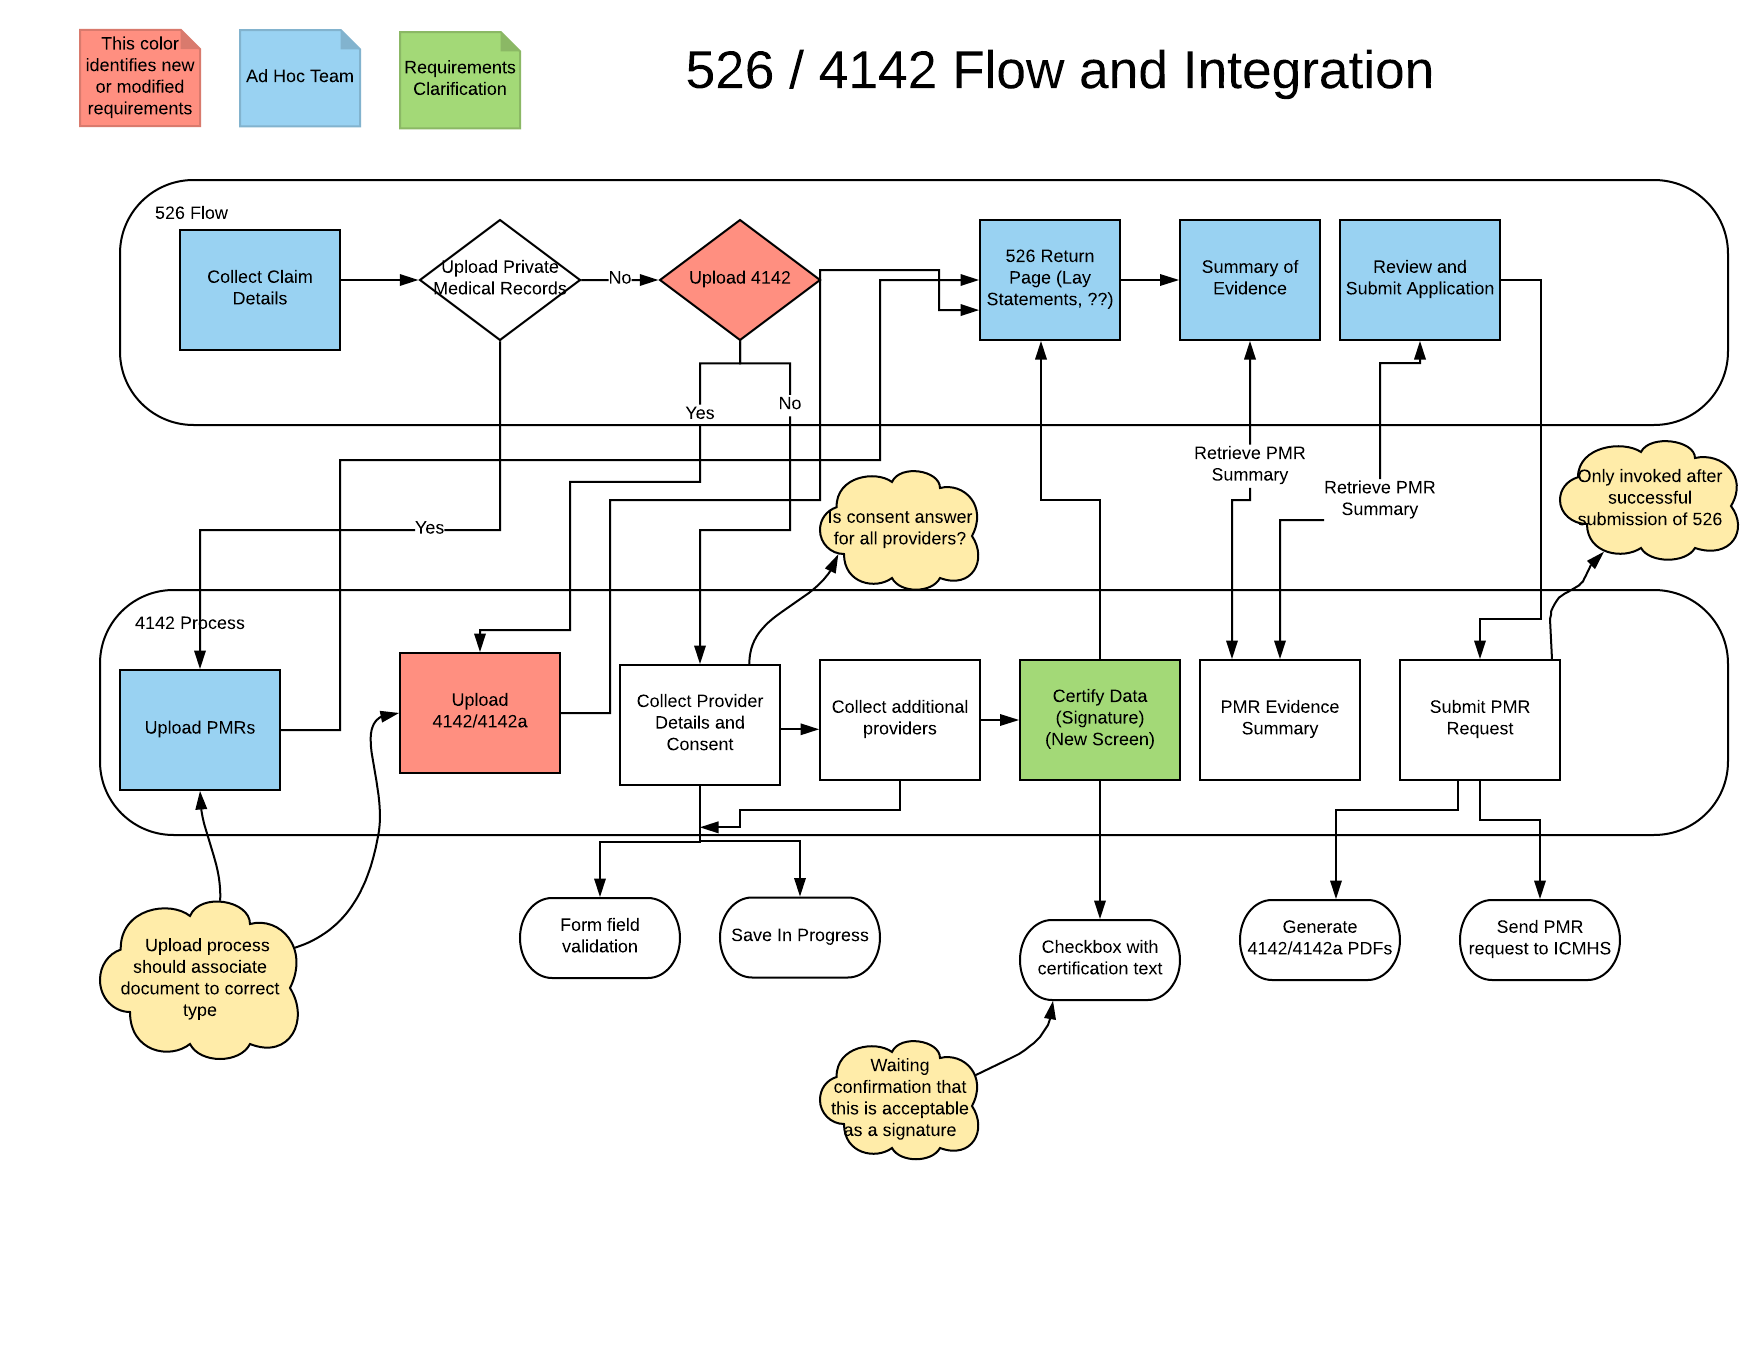 This color
identifies new
or modified
requirements
Ad Hoc Team
Requirements
Clarification
526 / 4142 Flow and Integration
526 Flow
Collect Claim
Details
Upload Private
Medical Records
No
Upload 4142
526 Return
Page (Lay
Statements, ??)
Summary of
Evidence
Review and
Submit Application
Yes
No
Retrieve PMR
Summary
Retrieve PMR
Summary
Only invoked after
successful
submission of 526
Yes
Is consent answer
for all providers?
4142 Process
Upload PMRs
Upload
4142/4142a
Collect Provider
Details and
Consent
Collect additional
providers
Certify Data
(Signature)
(New Screen)
PMR Evidence
Summary
Submit PMR
Request
Upload process
should associate
document to correct
type
Form field
validation
Save In Progress
Checkbox with
certification text
Generate
4142/4142a PDFs
Send PMR
request to ICMHS
Waiting
confirmation that
this is acceptable
as a signature